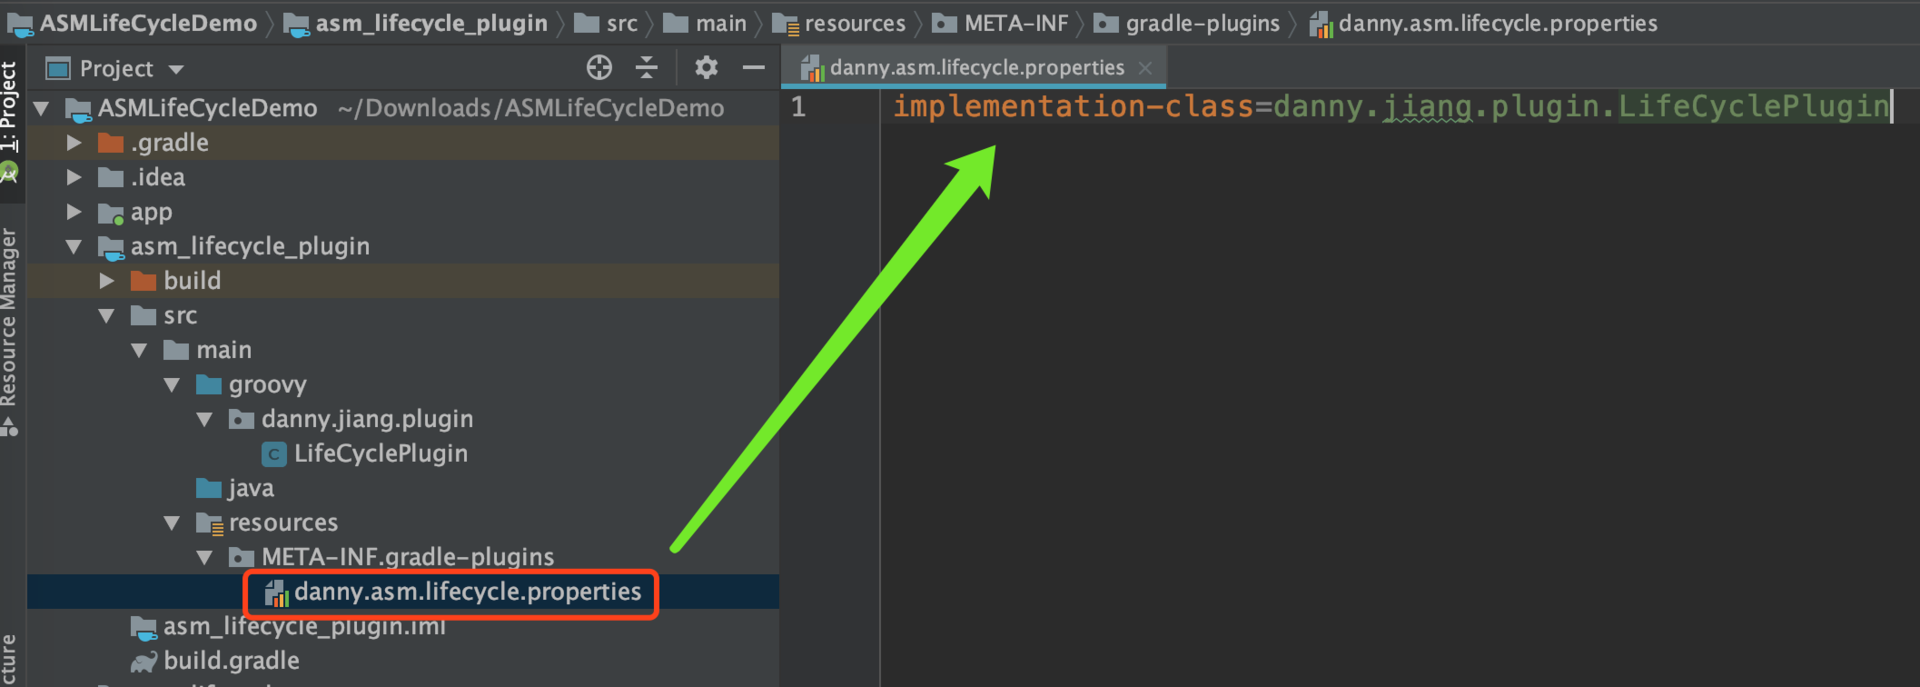 ASMLifeCycleDemo asm_lifecycle_plugin src main resources META-INF gradle-plugins danny.asm.lifecycle.properties
Project
danny.asm.lifecycle.properties
1: Project
Resource Manager
ASMLifeCycleDemo ~/Downloads/ASMLifeCycleDemo
.gradle
.idea
app
asm_lifecycle_plugin
build
src
main
groovy
danny.jiang.plugin
C LifeCyclePlugin
java
resources
META-INF.gradle-plugins
danny.asm.lifecycle.properties
asm_lifecycle_plugin.iml
build.gradle
cture
1 implementation-class=danny.jiang.plugin.LifeCyclePlugin